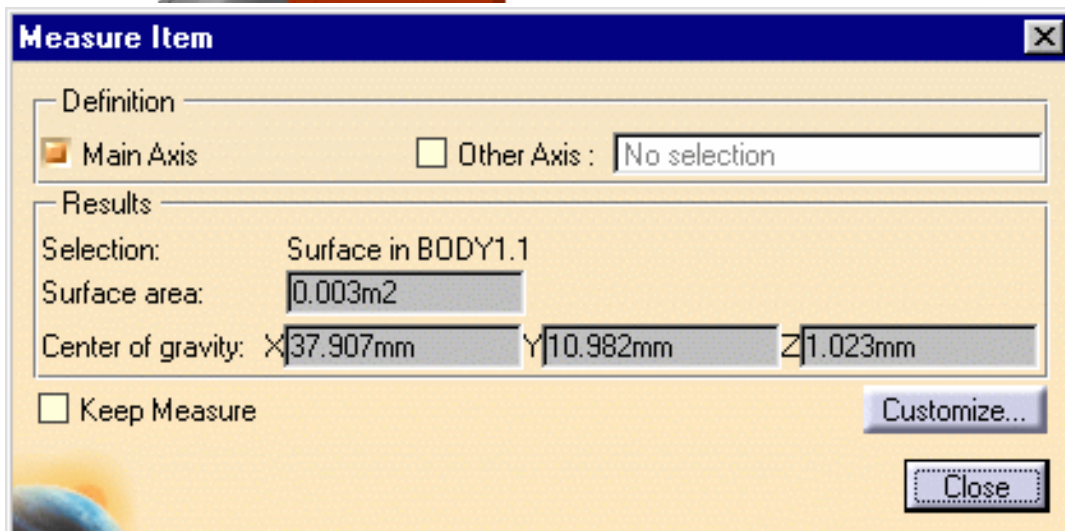 Measure Item
Definition
Main Axis Other Axis : No selection
Results
Selection: Surface in BODY1.1
Surface area: 0.003m2
Center of gravity: X 37.907mm Y 10.982mm Z 1.023mm
Keep Measure Customize...
Close